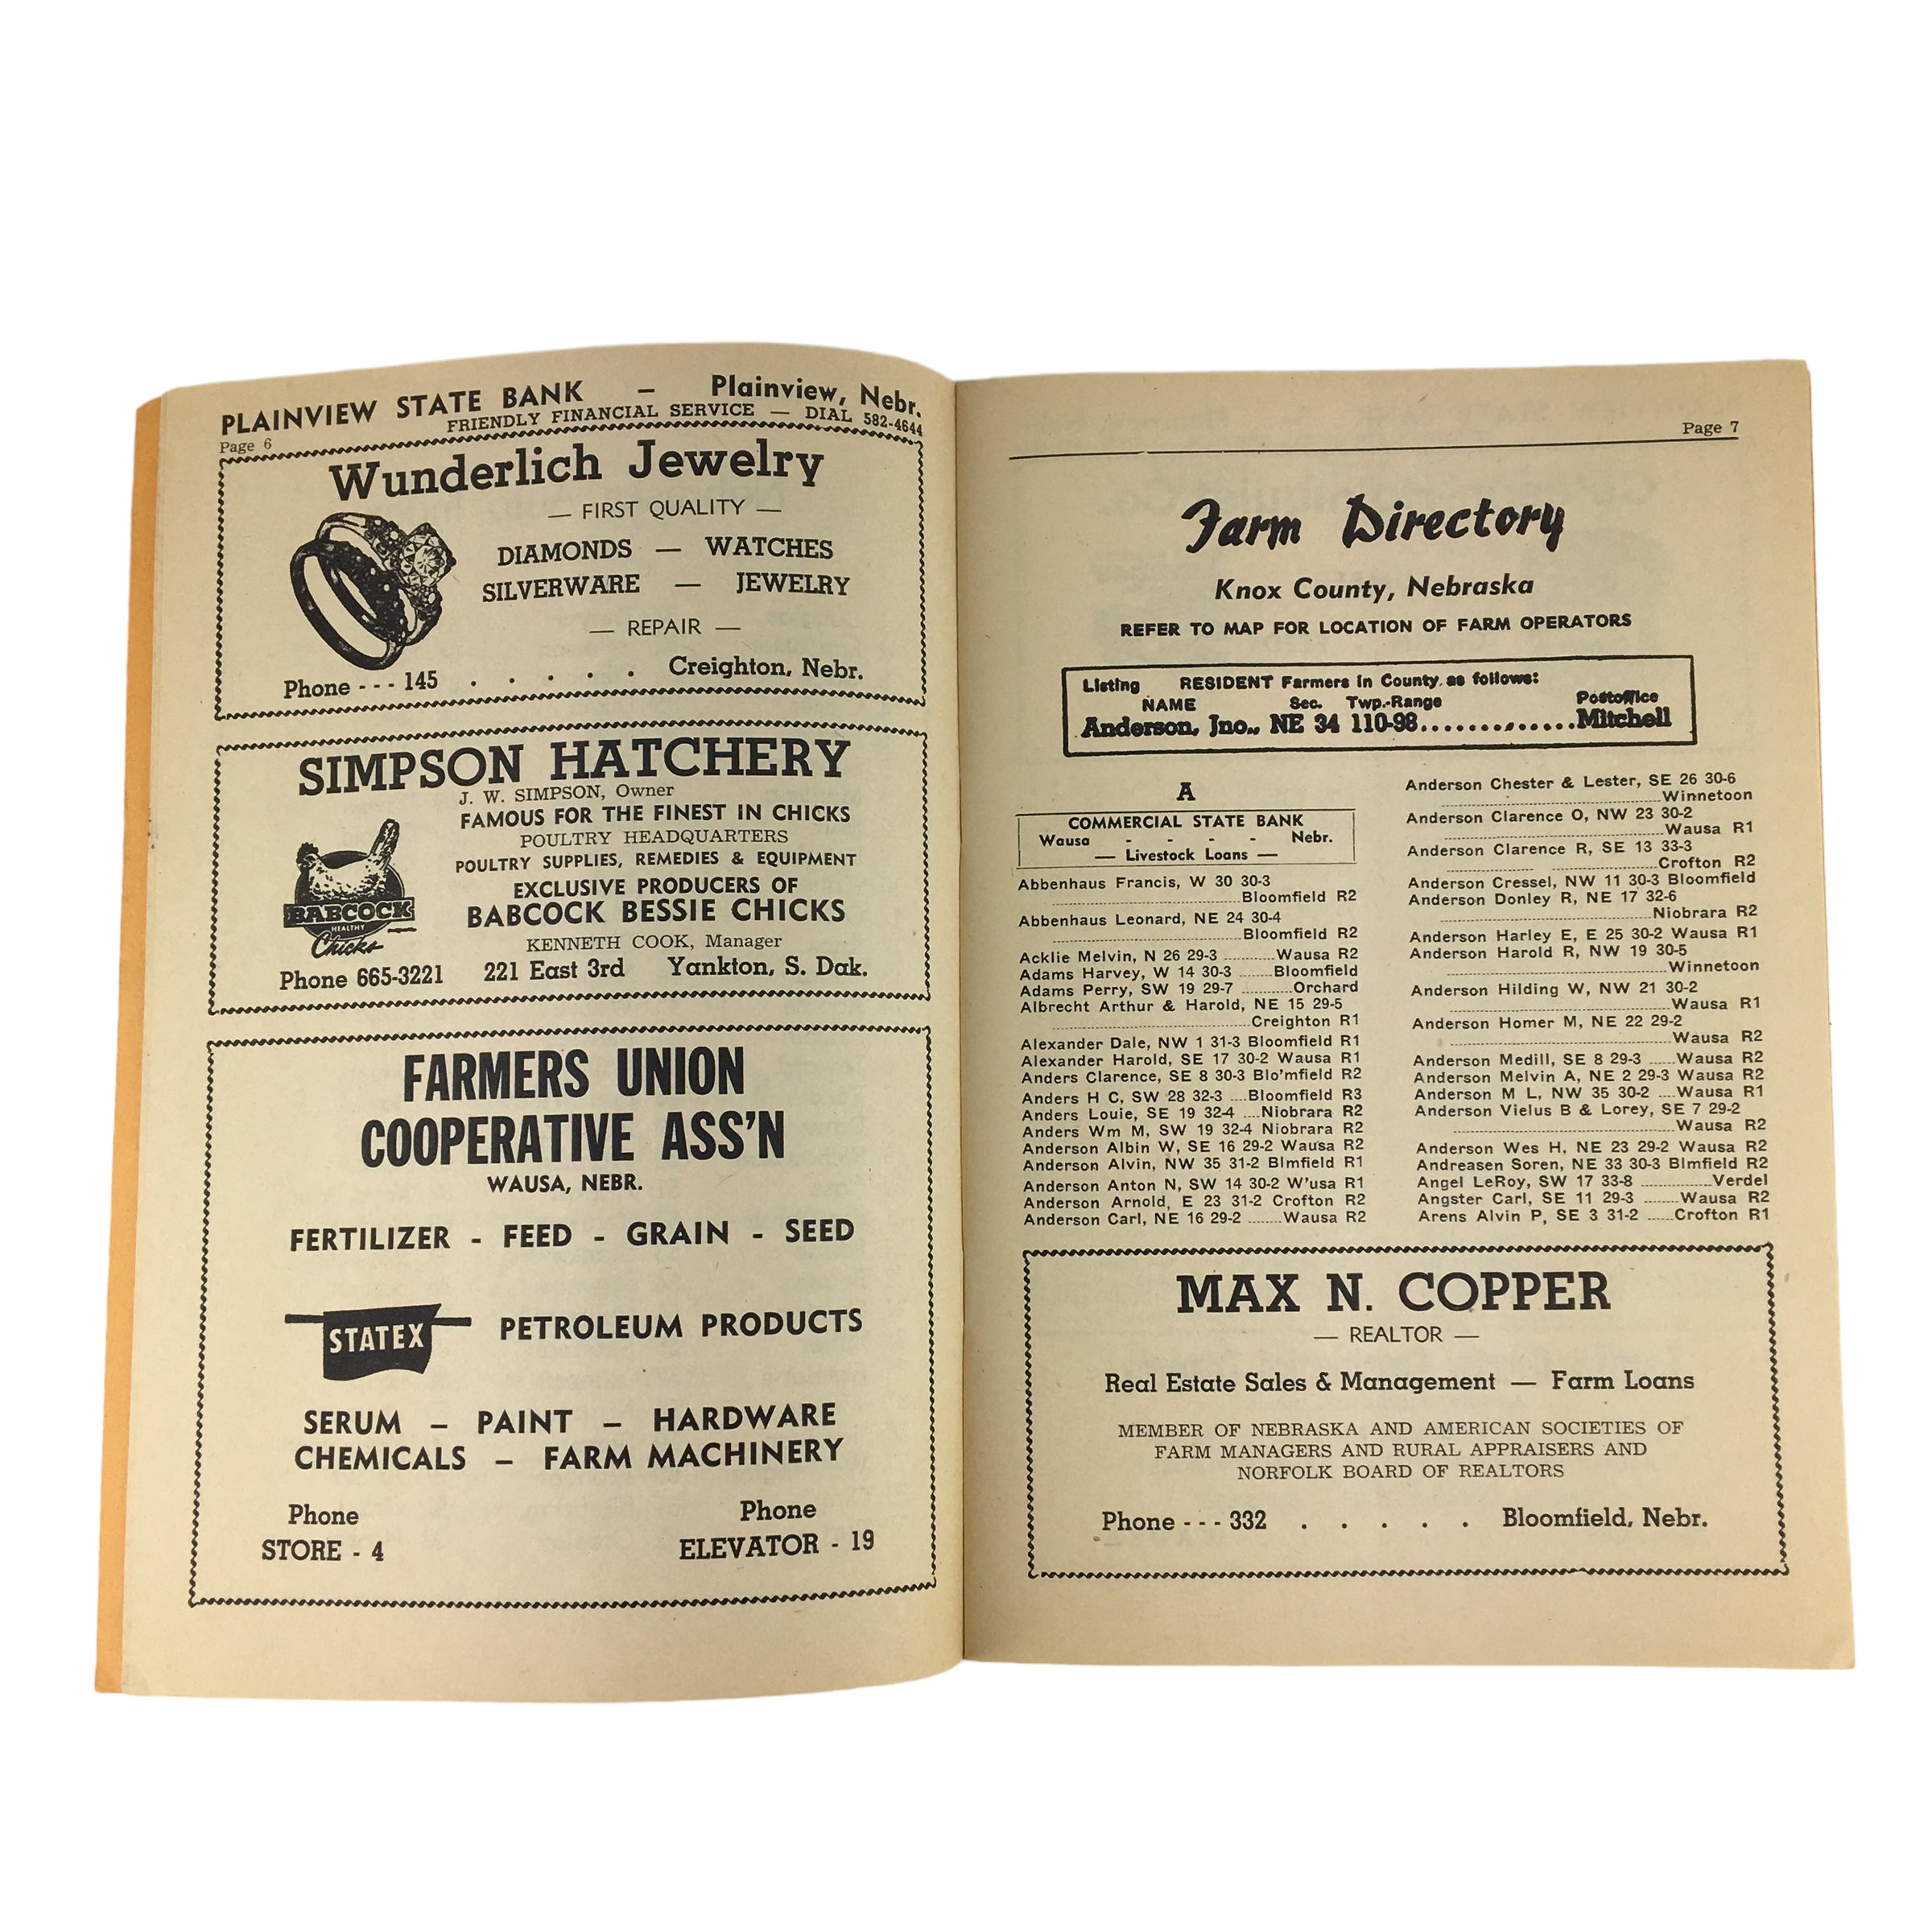 PLAINVIEW STATE BANK — Plainview, Nebr.
FRIENDLY FINANCIAL SERVICE — DIAL 582-4644
Page 6
Wunderlich Jewelry
— FIRST QUALITY —
DIAMONDS — WATCHES
SILVERWARE — JEWELRY
— REPAIR —
Phone - - - 145 . . . . . Creighton, Nebr.
SIMPSON HATCHERY
J. W. SIMPSON, Owner
FAMOUS FOR THE FINEST IN CHICKS
POULTRY HEADQUARTERS
POULTRY SUPPLIES, REMEDIES & EQUIPMENT
EXCLUSIVE PRODUCERS OF
BABCOCK BESSIE CHICKS
KENNETH COOK, Manager
BABCOCK
HEALTHY
Chicks
Phone 665-3221 221 East 3rd Yankton, S. Dak.
FARMERS UNION
COOPERATIVE ASS'N
WAUSA, NEBR.
FERTILIZER - FEED - GRAIN - SEED
STATEX PETROLEUM PRODUCTS
SERUM — PAINT — HARDWARE
CHEMICALS — FARM MACHINERY
Phone Phone
STORE - 4 ELEVATOR - 19
Page 7
Farm Directory
Knox County, Nebraska
REFER TO MAP FOR LOCATION OF FARM OPERATORS
Listing RESIDENT Farmers in County as follows:
NAME Sec. Twp.-Range Postoffice
Anderson, Jno., NE 34 110-98..............Mitchell
A
COMMERCIAL STATE BANK
Wausa - - - - Nebr.
— Livestock Loans —
Abbenhaus Francis, W 30 30-3
..............Bloomfield R2
Abbenhaus Leonard, NE 24 30-4
..............Bloomfield R2
Acklie Melvin, N 26 29-3 ............Wausa R2
Adams Harvey, W 14 30-3 ........Bloomfield
Adams Perry, SW 19 29-7 ............Orchard
Albrecht Arthur & Harold, NE 15 29-5
..............Creighton R1
Alexander Dale, NW 1 31-3 Bloomfield R1
Alexander Harold, SE 17 30-2 Wausa R1
Anders Clarence, SE 8 30-3 Blo'mfield R2
Anders H C, SW 28 32-3 ....Bloomfield R3
Anders Louie, SE 19 32-4 ....Niobrara R2
Anders Wm M, SW 19 32-4 Niobrara R2
Anderson Albin W, SE 16 29-2 Wausa R2
Anderson Alvin, NW 35 31-2 Blmfield R1
Anderson Anton N, SW 14 30-2 W'usa R1
Anderson Arnold, E 23 31-2 Crofton R2
Anderson Carl, NE 16 29-2 ........Wausa R2
Anderson Chester & Lester, SE 26 30-6
..............Winnetoon
Anderson Clarence O, NW 23 30-2
..............Wausa R1
Anderson Clarence R, SE 13 33-3
..............Crofton R2
Anderson Cressel, NW 11 30-3 Bloomfield
Anderson Donley R, NE 17 32-6
..............Niobrara R2
Anderson Harley E, E 25 30-2 Wausa R1
Anderson Harold R, NW 19 30-5
..............Winnetoon
Anderson Hilding W, NW 21 30-2
..............Wausa R1
Anderson Homer M, NE 22 29-2
..............Wausa R2
Anderson Medill, SE 8 29-3 ......Wausa R2
Anderson Melvin A, NE 2 29-3 Wausa R2
Anderson M L, NW 35 30-2 ....Wausa R1
Anderson Vielus B & Lorey, SE 7 29-2
..............Wausa R2
Anderson Wes H, NE 23 29-2 Wausa R2
Andreasen Soren, NE 33 30-3 Blmfield R2
Angel LeRoy, SW 17 33-8 ................Verdel
Angster Carl, SE 11 29-3 ........Wausa R2
Arens Alvin P, SE 3 31-2 ......Crofton R1
MAX N. COPPER
— REALTOR —
Real Estate Sales & Management — Farm Loans
MEMBER OF NEBRASKA AND AMERICAN SOCIETIES OF
FARM MANAGERS AND RURAL APPRAISERS AND
NORFOLK BOARD OF REALTORS
Phone - - - 332 . . . . . Bloomfield, Nebr.